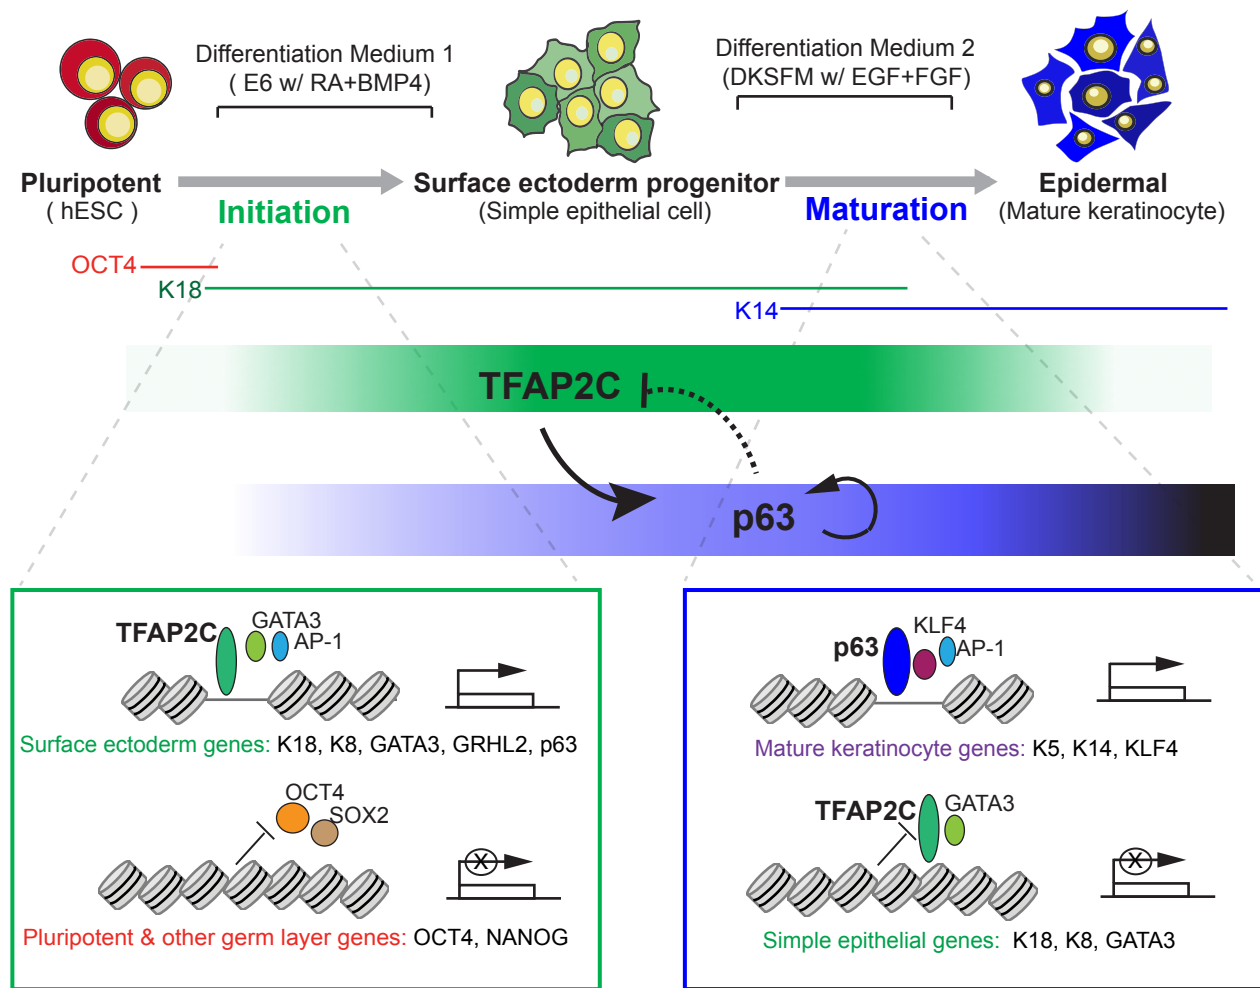 Differentiation Medium 1
( E6 w/ RA+BMP4)
Differentiation Medium 2
(DKSFM w/ EGF+FGF)
Pluripotent
( hESC )
Initiation
Surface ectoderm progenitor
(Simple epithelial cell)
Maturation
Epidermal
(Mature keratinocyte)
OCT4
K18
K14
TFAP2C
p63
TFAP2C
GATA3
AP-1
Surface ectoderm genes: K18, K8, GATA3, GRHL2, p63
OCT4
SOX2
X
Pluripotent & other germ layer genes: OCT4, NANOG
p63
KLF4
AP-1
Mature keratinocyte genes: K5, K14, KLF4
TFAP2C
GATA3
X
Simple epithelial genes: K18, K8, GATA3